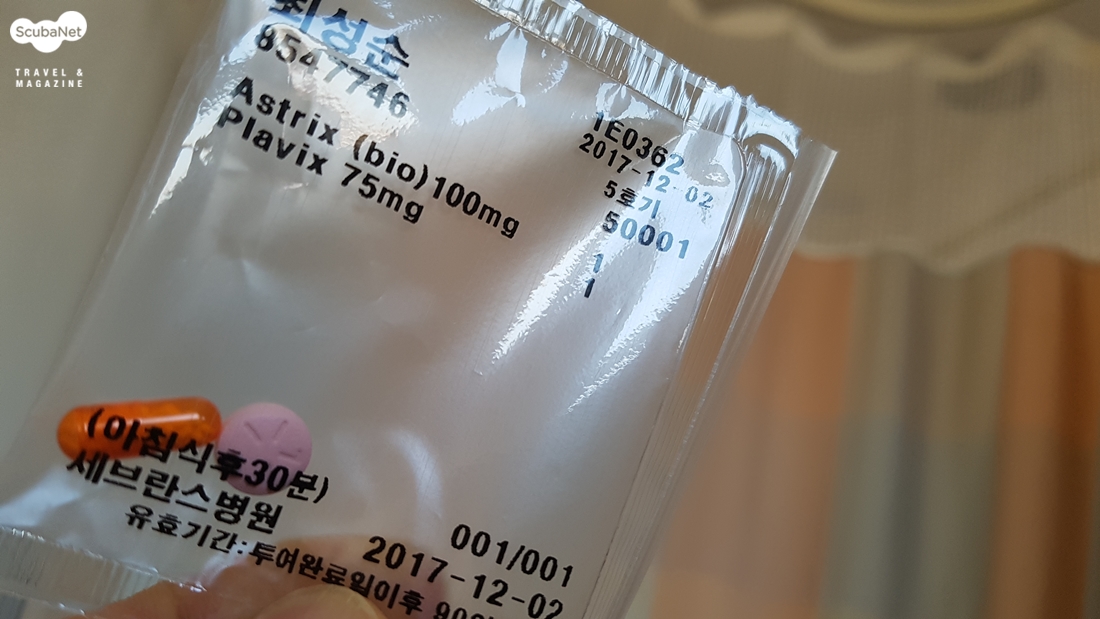 ScubaNet
TRAVEL &
MAGAZINE
최성순
8547746
Astrix (bio)100mg
Plavix 75mg
1E0362
2017-12-02
5호기
50001
1
1
(아침식후30분)
세브란스병원
001/001
2017-12-02
유효기간:투여완료일이후